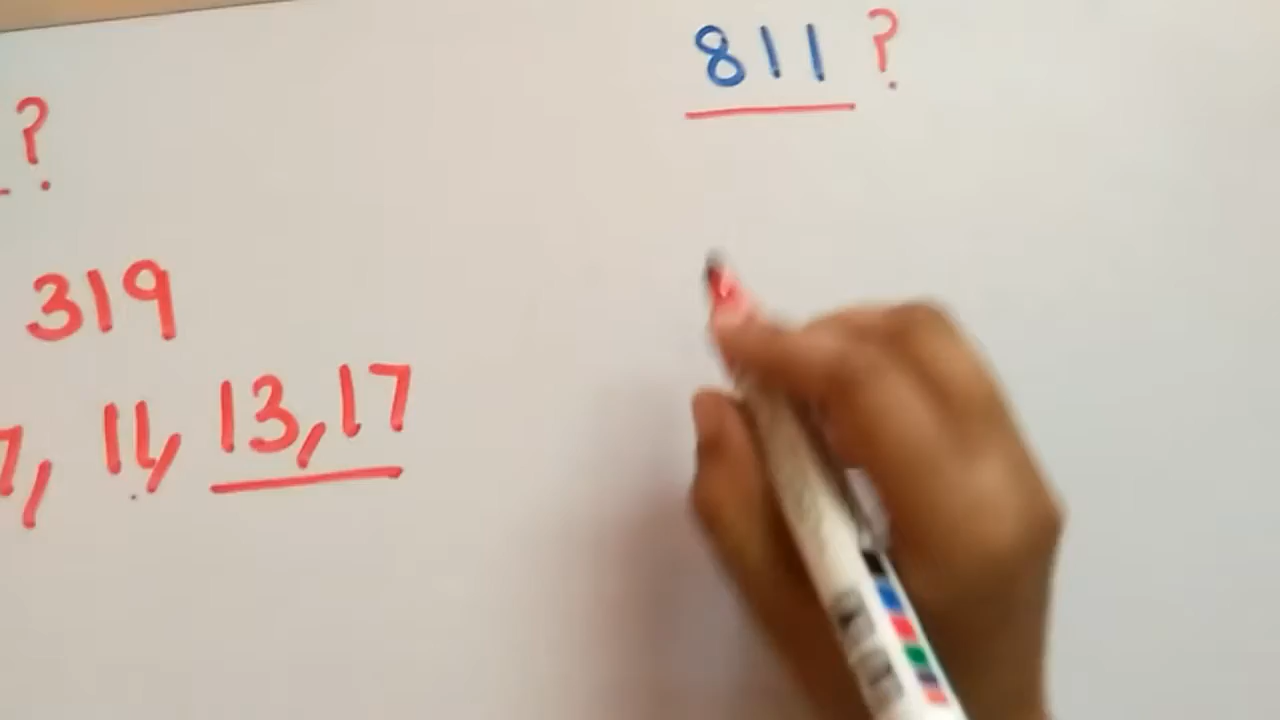 811 ?
?
319
7, 11, 13, 17